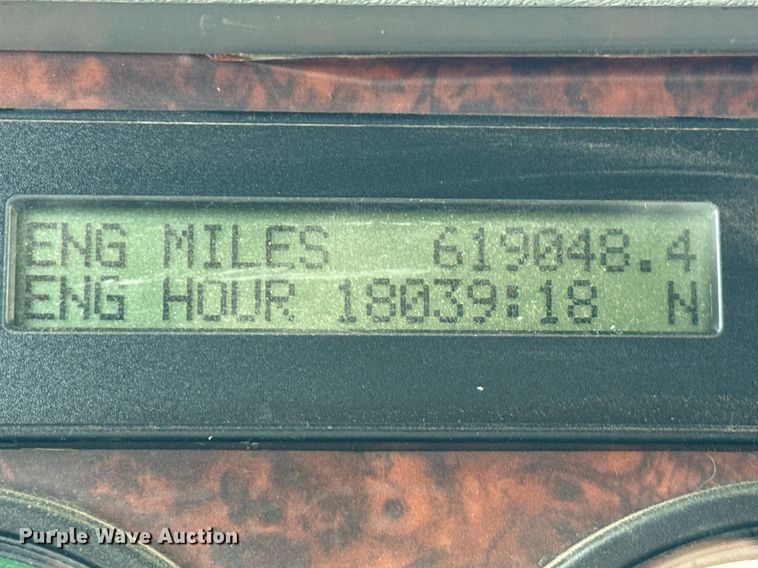 ENG MILES 619048.4
ENG HOUR 18039:18 N
Purple Wave Auction